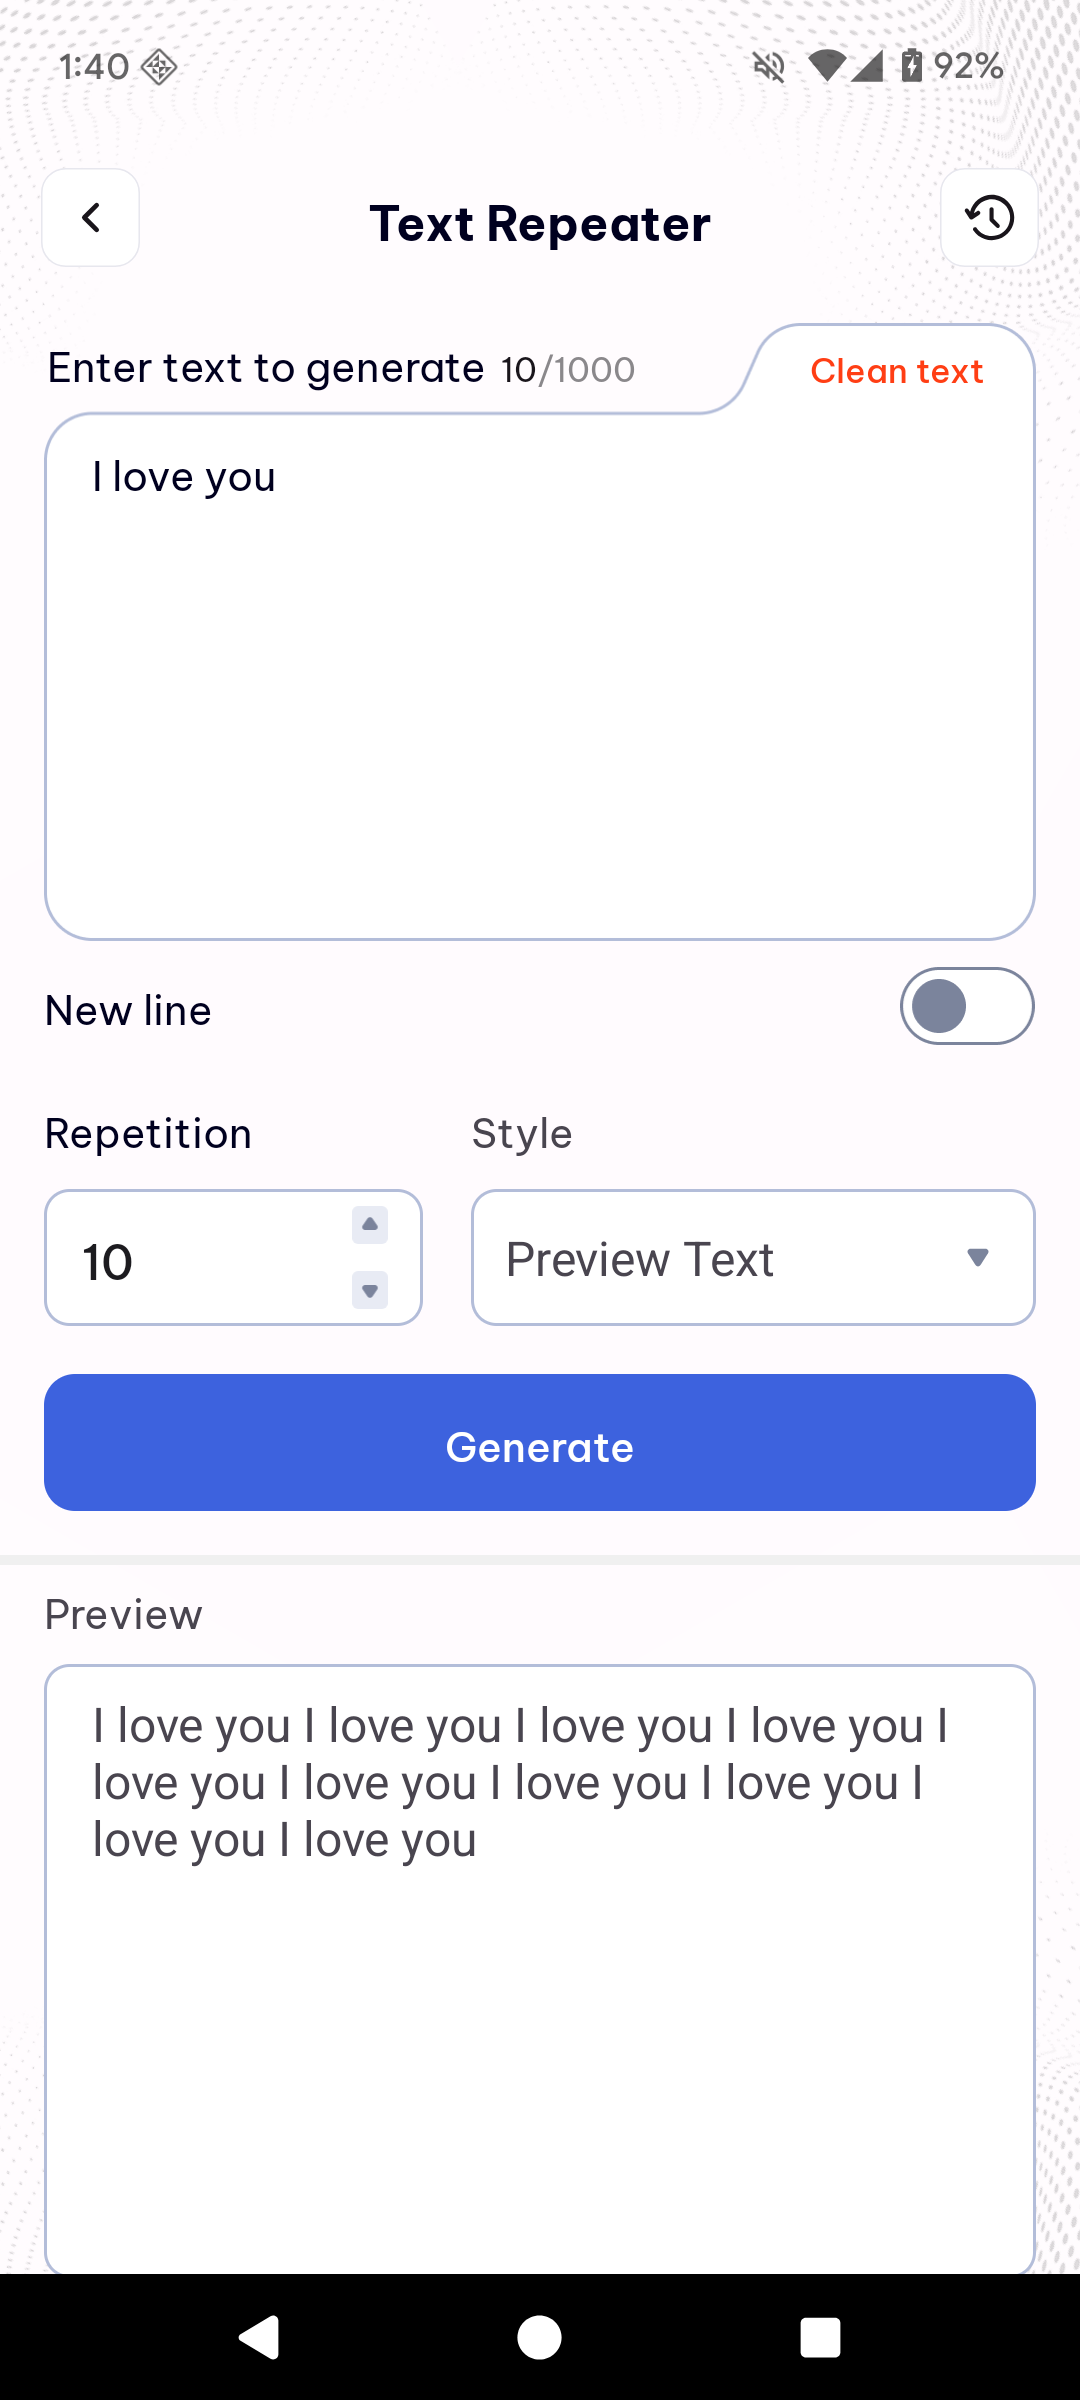 1:40 92%
Text Repeater
Enter text to generate 10/1000 Clean text
I love you
New line
Repetition Style
10 Preview Text
Generate
Preview
I love you I love you I love you I love you I
love you I love you I love you I love you I
love you I love you